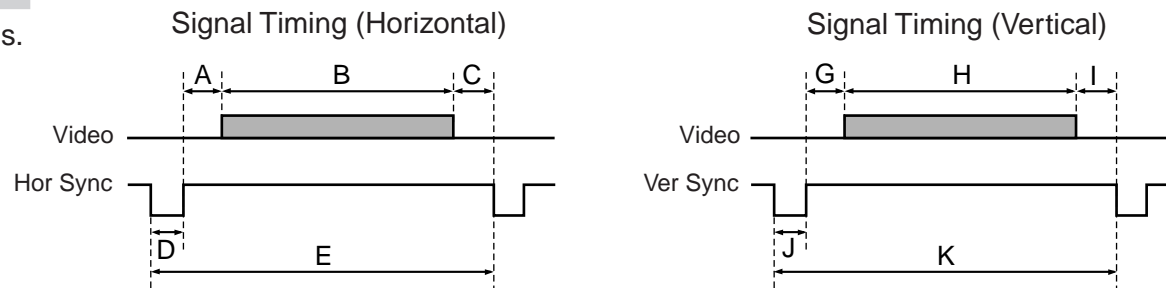 s.
Signal Timing (Horizontal)
A B C
Video
Hor Sync
D
E
Signal Timing (Vertical)
G H I
Video
Ver Sync
J
K